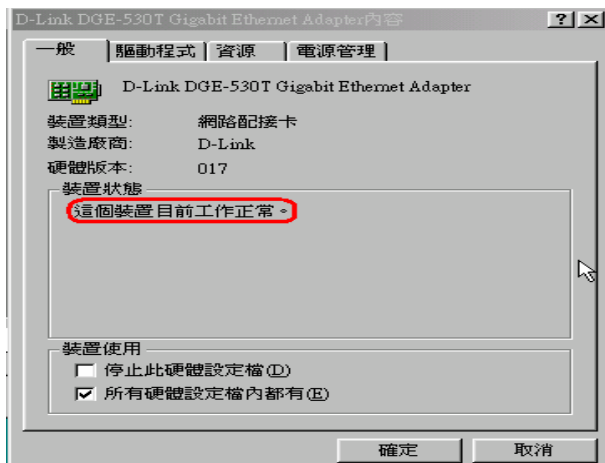 D-Link DGE-530T Gigabit Ethernet Adapter內容
一般 驅動程式 資源 電源管理
D-Link DGE-530T Gigabit Ethernet Adapter
裝置類型: 網路配接卡
製造廠商: D-Link
硬體版本: 017
裝置狀態
這個裝置目前工作正常。
裝置使用
停止此硬體設定檔(D)
所有硬體設定檔內都有(E)
確定 取消